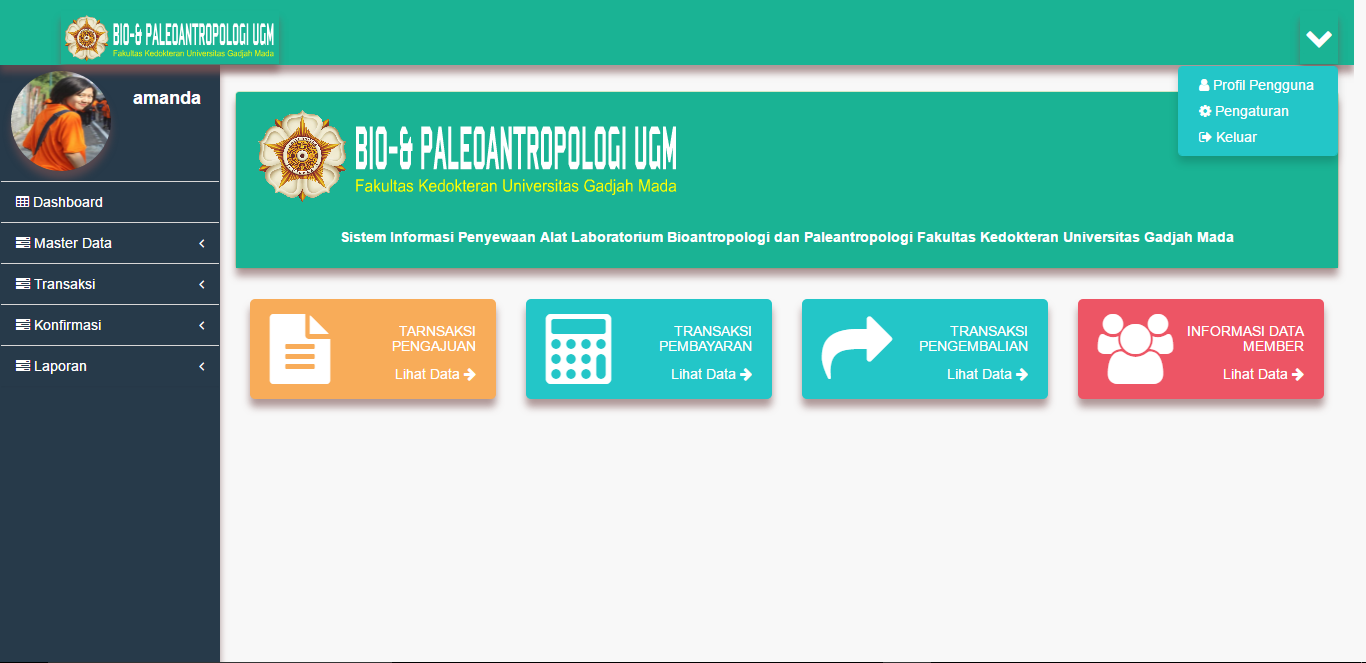 BIO-& PALEOANTROPOLOGI UGM
Fakultas Kedokteran Universitas Gadjah Mada
Profil Pengguna
Pengaturan
Keluar
amanda
Dashboard
Master Data
Transaksi
Konfirmasi
Laporan
BIO-& PALEOANTROPOLOGI UGM
Fakultas Kedokteran Universitas Gadjah Mada
Sistem Informasi Penyewaan Alat Laboratorium Bioantropologi dan Paleantropologi Fakultas Kedokteran Universitas Gadjah Mada
TARNSAKSI
PENGAJUAN
Lihat Data
TRANSAKSI
PEMBAYARAN
Lihat Data
TRANSAKSI
PENGEMBALIAN
Lihat Data
INFORMASI DATA
MEMBER
Lihat Data